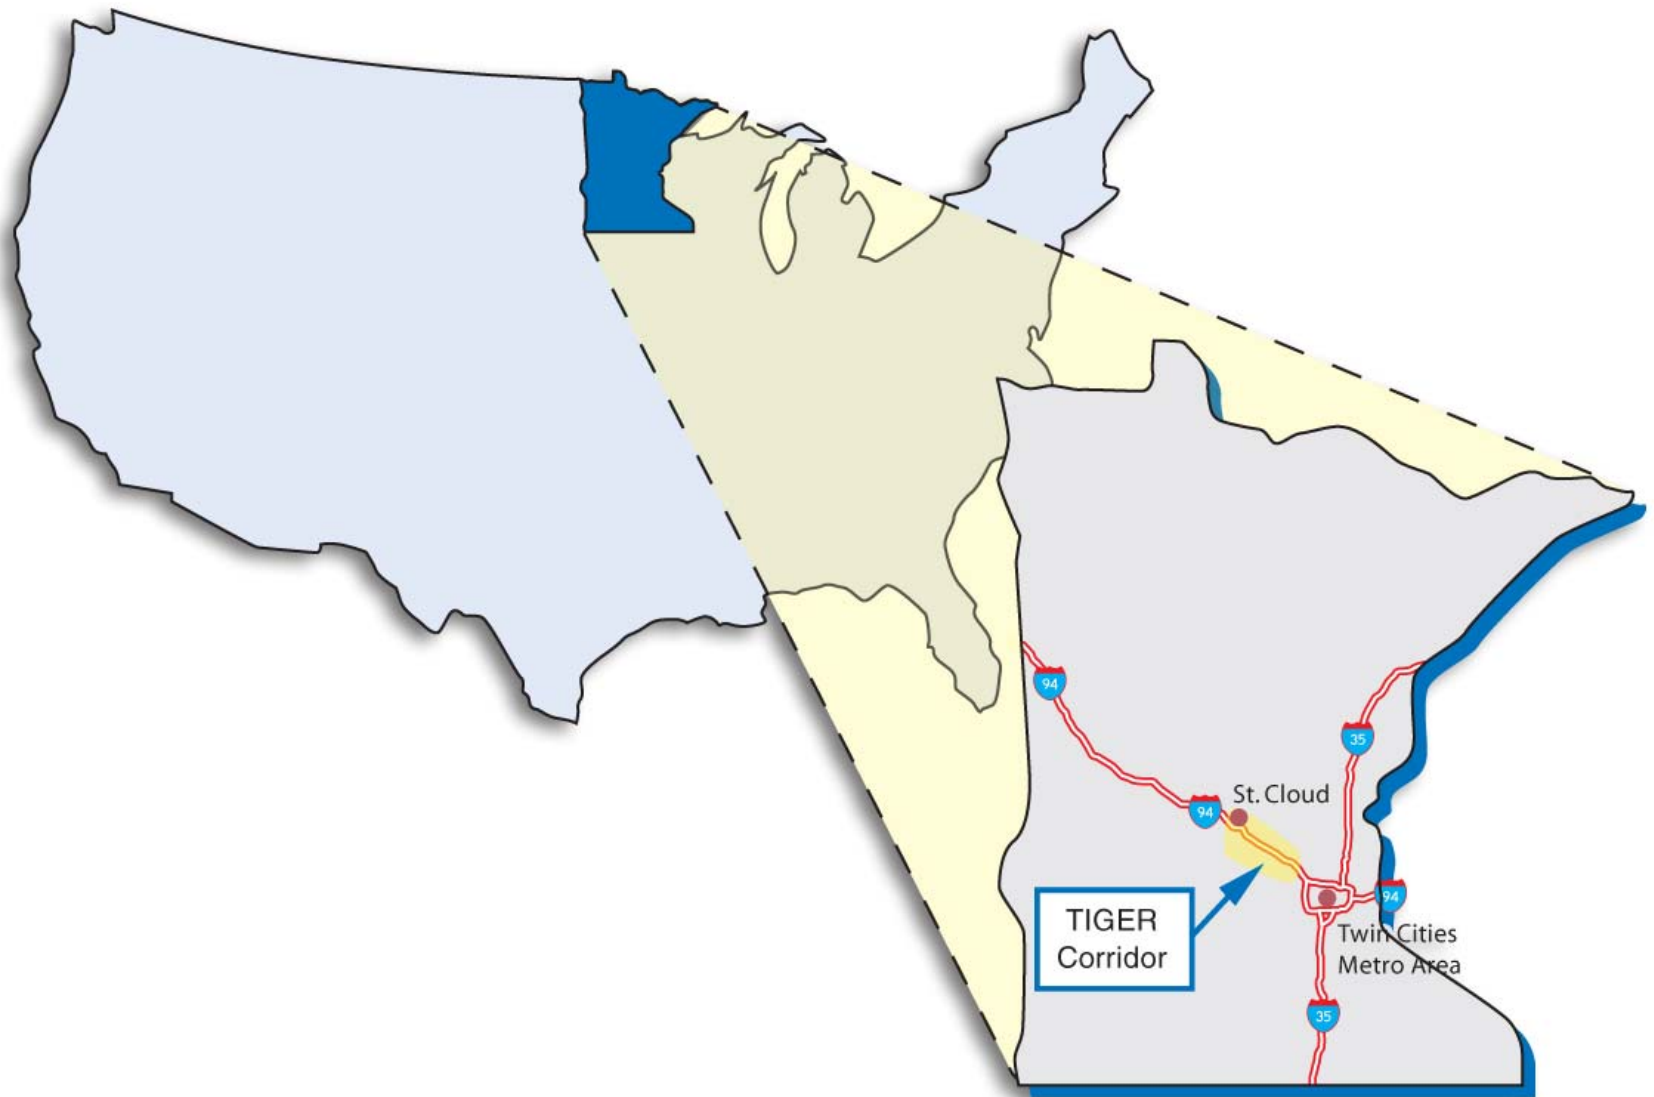 94
35
St. Cloud
94
94
TIGER
Corridor
Twin Cities
Metro Area
35